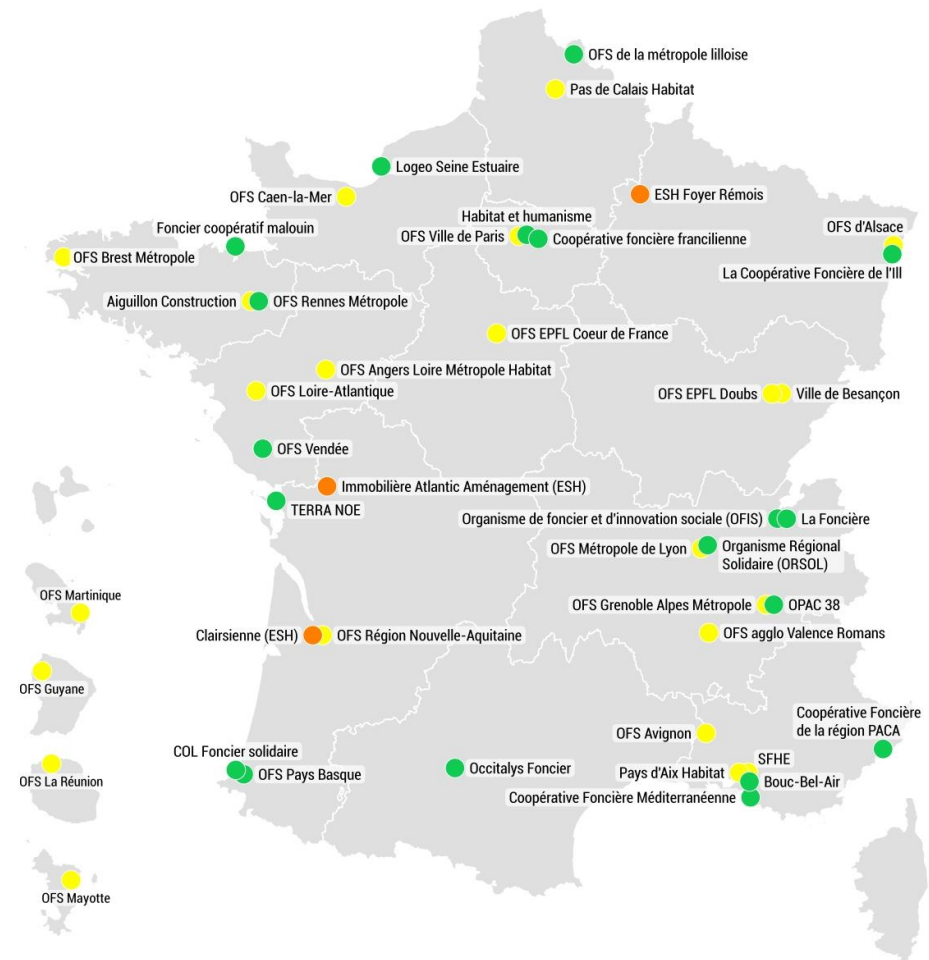 OFS de la métropole lilloise
Pas de Calais Habitat
Logeo Seine Estuaire
ESH Foyer Rémois
OFS Caen-la-Mer
Habitat et humanisme
Foncier coopératif malouin
OFS d'Alsace
OFS Ville de Paris
Coopérative foncière francilienne
OFS Brest Métropole
La Coopérative Foncière de l'Ill
Aiguillon Construction
OFS Rennes Métropole
OFS EPFL Coeur de France
OFS Angers Loire Métropole Habitat
OFS Loire-Atlantique
OFS EPFL Doubs
Ville de Besançon
OFS Vendée
Immobilière Atlantic Aménagement (ESH)
TERRA NOE
Organisme de foncier et d'innovation sociale (OFIS)
La Foncière
OFS Métropole de Lyon
Organisme Régional
Solidaire (ORSOL)
OFS Martinique
OFS Grenoble Alpes Métropole
OPAC 38
Clairsienne (ESH)
OFS Région Nouvelle-Aquitaine
OFS agglo Valence Romans
OFS Guyane
Coopérative Foncière
de la région PACA
OFS Avignon
COL Foncier solidaire
SFHE
OFS La Réunion
OFS Pays Basque
Occitalys Foncier
Pays d'Aix Habitat
Bouc-Bel-Air
Coopérative Foncière Méditerranéenne
OFS Mayotte